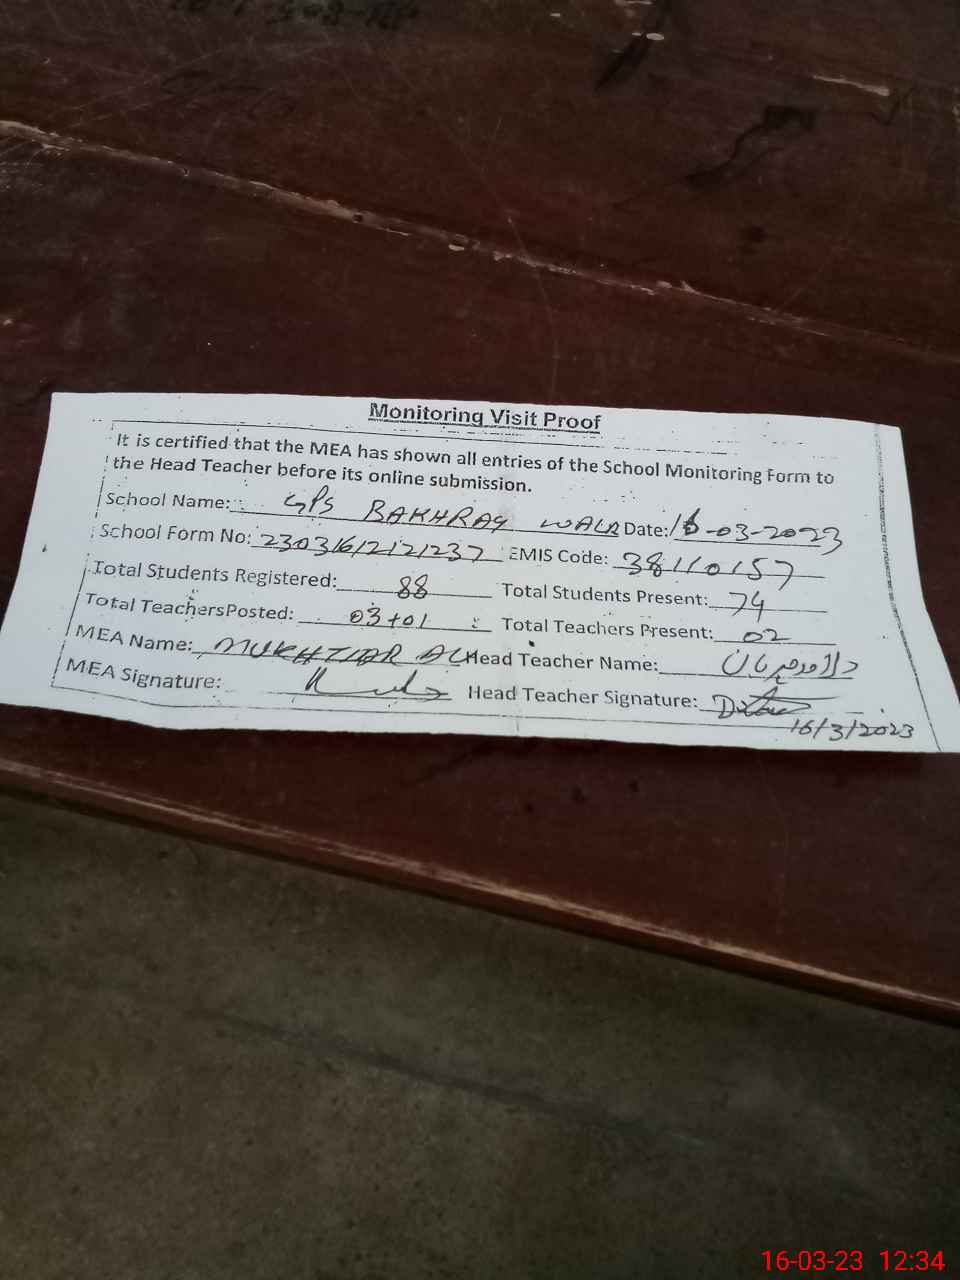 Monitoring Visit Proof
It is certified that the MEA has shown all entries of the School Monitoring Form to
the Head Teacher before its online submission.
School Name: GPS BAKHRAY WALA Date: 16-03-2023
School Form No: 23031612121237 EMIS Code: 38110157
Total Students Registered: 88 Total Students Present: 74
Total TeachersPosted: 03+01 Total Teachers Present: 02
MEA Name: MUKHTIAR ALI Head Teacher Name:
MEA Signature: Head Teacher Signature:
16/3/2023
16-03-23 12:34